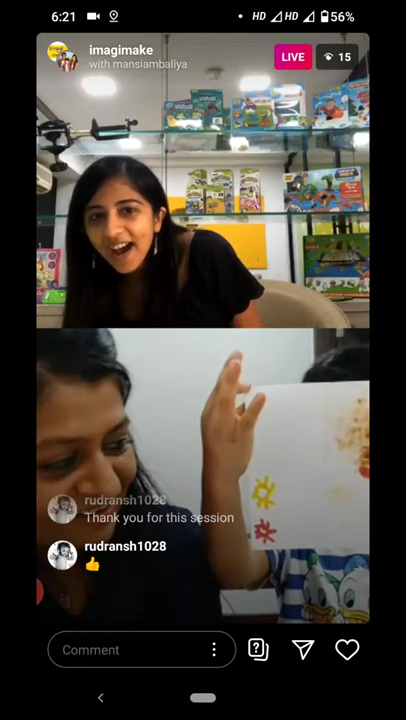 6:21
HD HD 56%
imagimake
with mansiambaliya
LIVE
15
rudransh1028
Thank you for this session
rudransh1028
👍
Comment